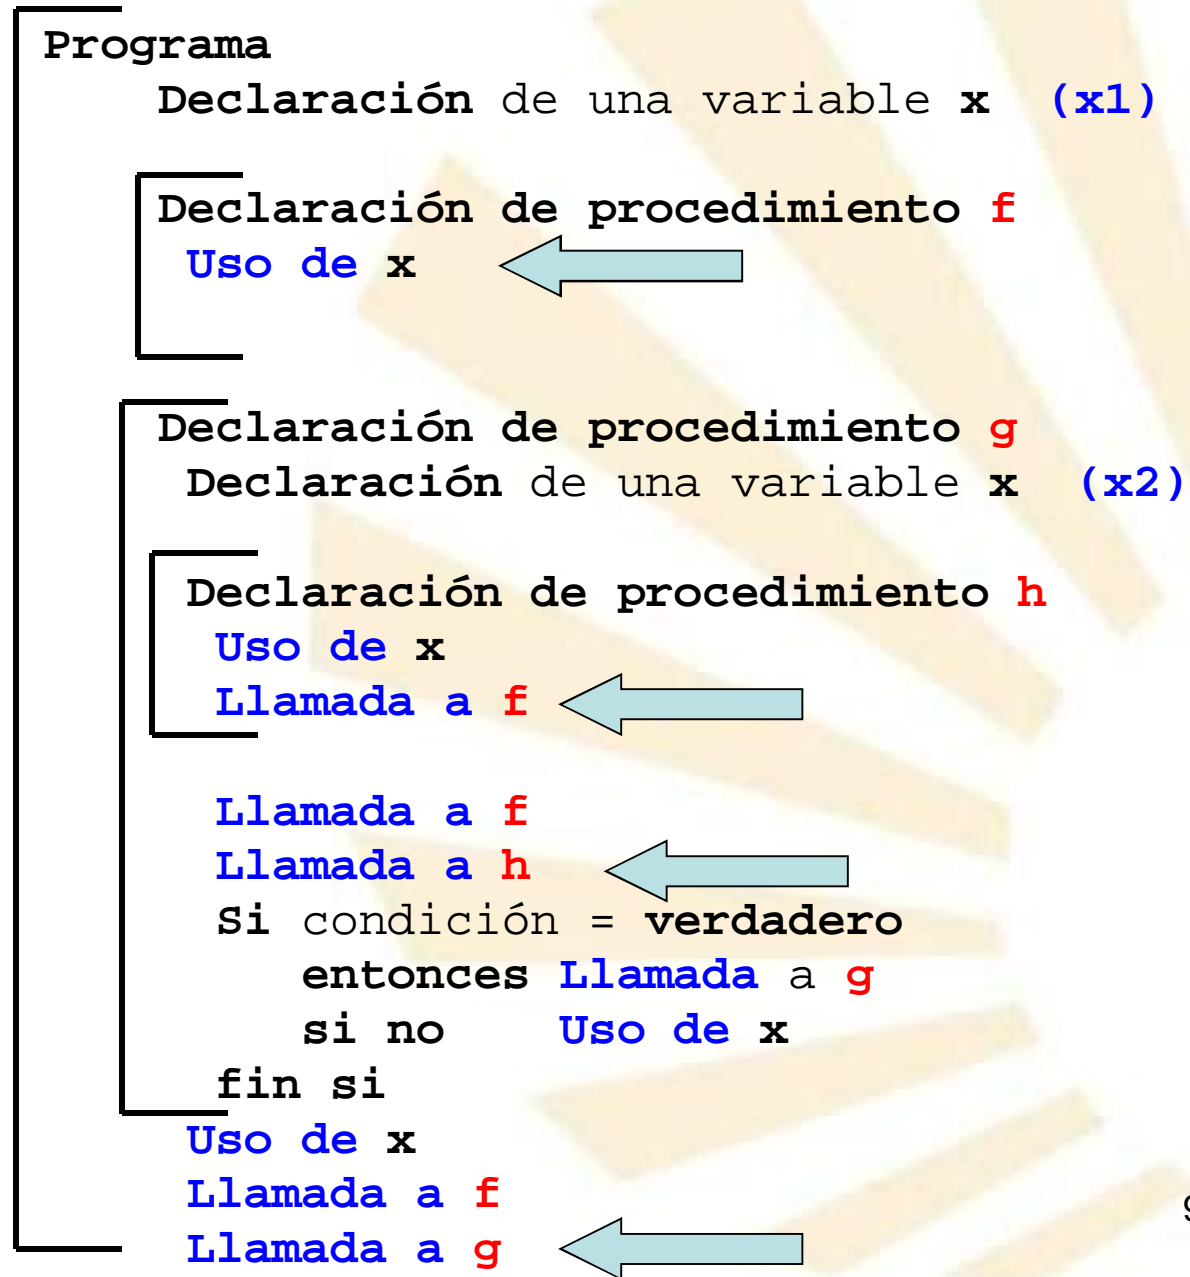 Programa
Declaración de una variable x (x1)
Declaración de procedimiento f
Uso de x
Declaración de procedimiento g
Declaración de una variable x (x2)
Declaración de procedimiento h
Uso de x
Llamada a f
Llamada a f
Llamada a h
Si condición = verdadero
entonces Llamada a g
si no Uso de x
fin si
Uso de x
Llamada a f
Llamada a g